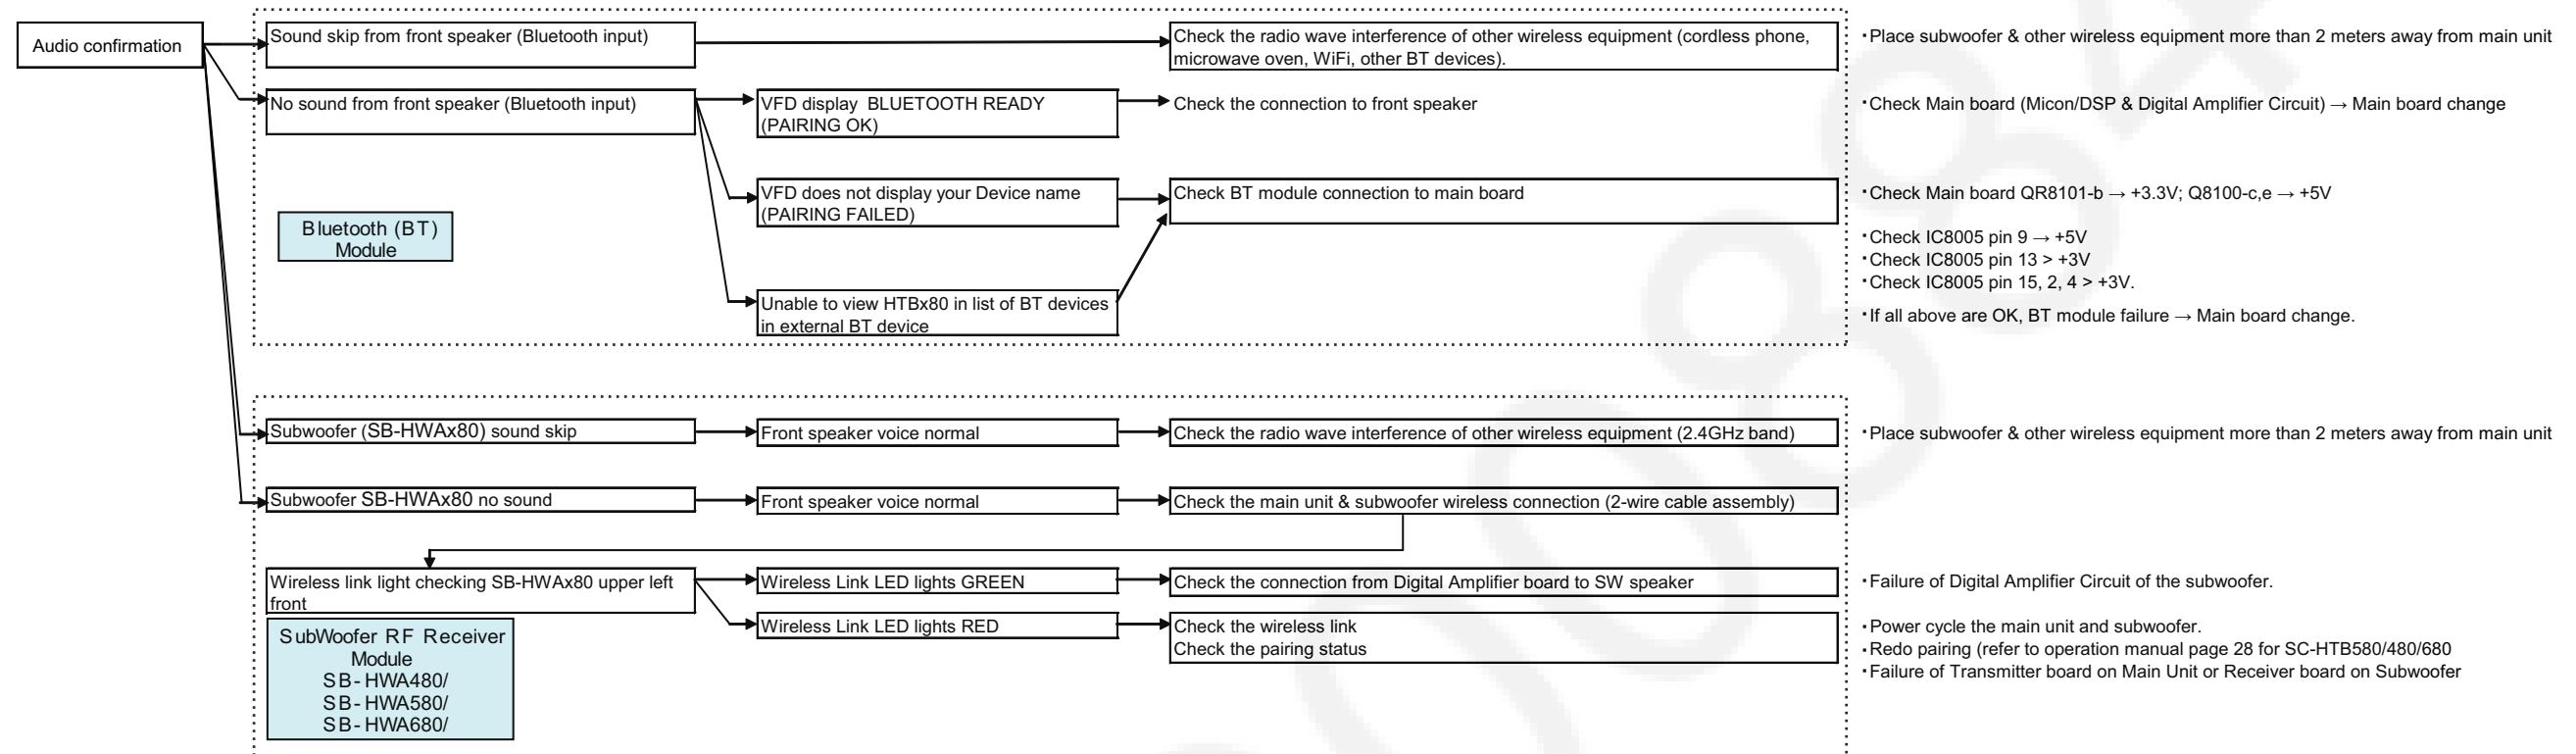 Audio confirmation
Sound skip from front speaker (Bluetooth input)
Check the radio wave interference of other wireless equipment (cordless phone,
microwave oven, WiFi, other BT devices).
・Place subwoofer & other wireless equipment more than 2 meters away from main unit
No sound from front speaker (Bluetooth input)
VFD display BLUETOOTH READY
(PAIRING OK)
Check the connection to front speaker
・Check Main board (Micon/DSP & Digital Amplifier Circuit) → Main board change
VFD does not display your Device name
(PAIRING FAILED)
Check BT module connection to main board
・Check Main board QR8101-b → +3.3V; Q8100-c,e → +5V
Bluetooth (BT)
Module
・Check IC8005 pin 9 → +5V
・Check IC8005 pin 13 > +3V
・Check IC8005 pin 15, 2, 4 > +3V.
Unable to view HTBx80 in list of BT devices
in external BT device
・If all above are OK, BT module failure → Main board change.
Subwoofer (SB-HWAx80) sound skip
Front speaker voice normal
Check the radio wave interference of other wireless equipment (2.4GHz band)
・Place subwoofer & other wireless equipment more than 2 meters away from main unit
Subwoofer SB-HWAx80 no sound
Front speaker voice normal
Check the main unit & subwoofer wireless connection (2-wire cable assembly)
Wireless link light checking SB-HWAx80 upper left
front
Wireless Link LED lights GREEN
Check the connection from Digital Amplifier board to SW speaker
・Failure of Digital Amplifier Circuit of the subwoofer.
Wireless Link LED lights RED
Check the wireless link
Check the pairing status
・Power cycle the main unit and subwoofer.
・Redo pairing (refer to operation manual page 28 for SC-HTB580/480/680
・Failure of Transmitter board on Main Unit or Receiver board on Subwoofer
SubWoofer RF Receiver
Module
SB-HWA480/
SB-HWA580/
SB-HWA680/